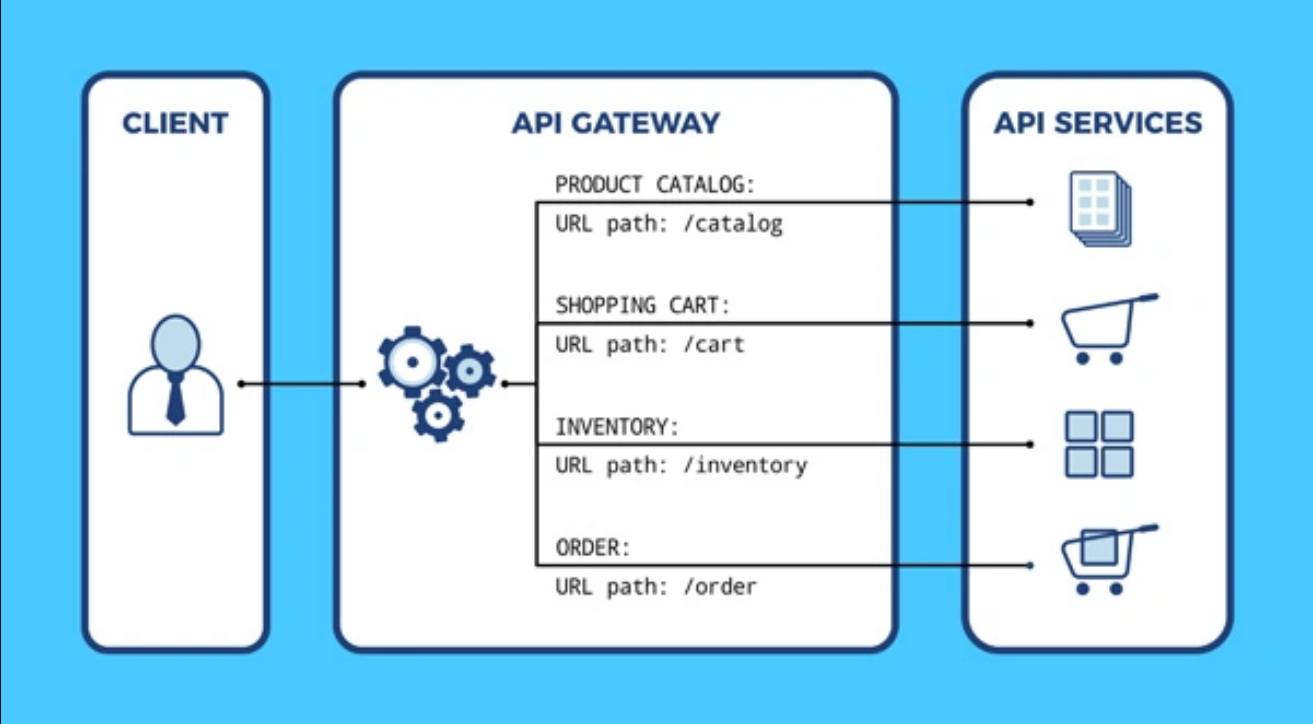 CLIENT
API GATEWAY
API SERVICES
PRODUCT CATALOG:
URL path: /catalog
SHOPPING CART:
URL path: /cart
INVENTORY:
URL path: /inventory
ORDER:
URL path: /order